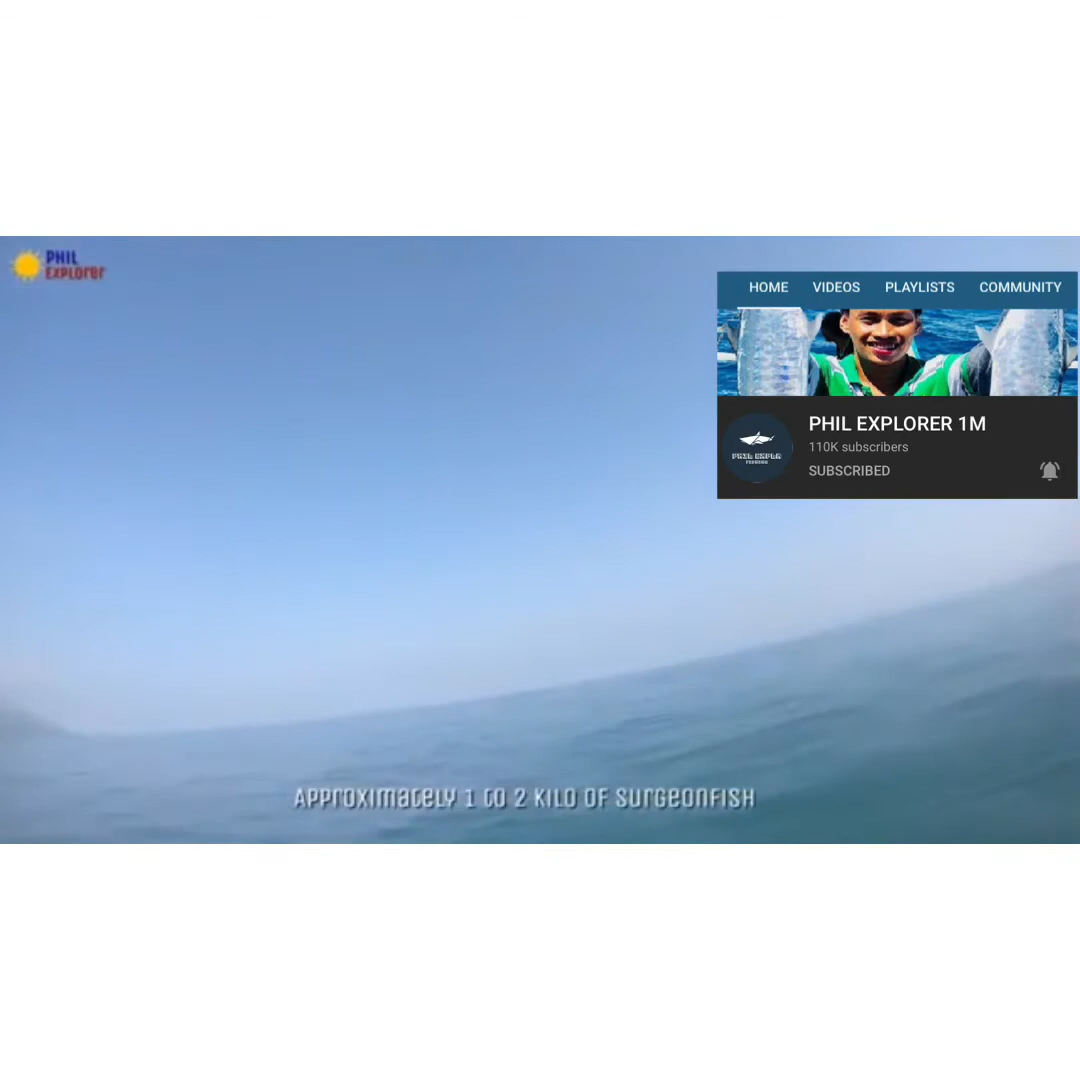 PHIL
EXPLORER
HOME VIDEOS PLAYLISTS COMMUNITY
PHIL EXPLORER 1M
110K subscribers
SUBSCRIBED
APPROXIMATELY 1 TO 2 KILO OF SURGEONFISH